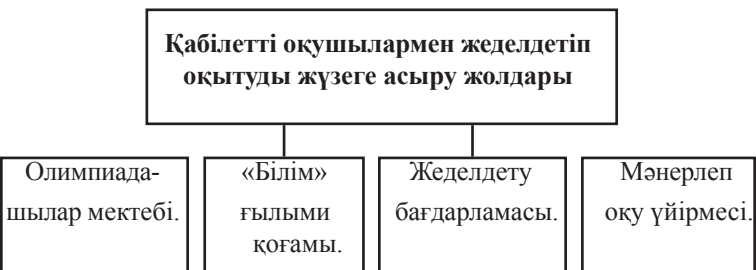 Қабілетті оқушылармен жеделдетіп
оқытуды жүзеге асыру жолдары
Олимпиада-
шылар мектебі.
«Білім»
ғылыми
қоғамы.
Жеделдету
бағдарламасы.
Мәнерлеп
оқу үйірмесі.